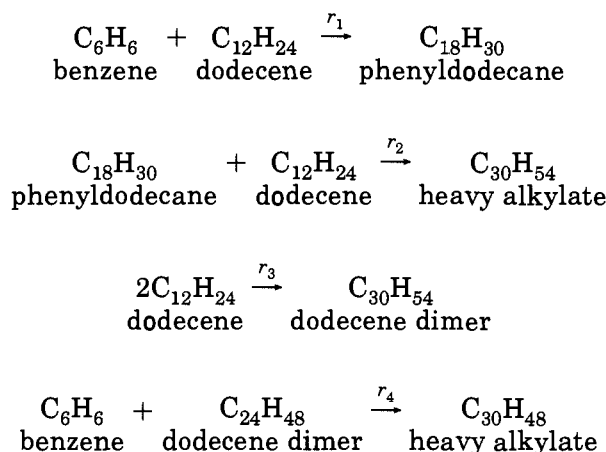 C₆H₆ + C₁₂H₂₄ →r₁ C₁₈H₃₀
benzene dodecene phenyldodecane
C₁₈H₃₀ + C₁₂H₂₄ →r₂ C₃₀H₅₄
phenyldodecane dodecene heavy alkylate
2C₁₂H₂₄ →r₃ C₃₀H₅₄
dodecene dodecene dimer
C₆H₆ + C₂₄H₄₈ →r₄ C₃₀H₄₈
benzene dodecene dimer heavy alkylate